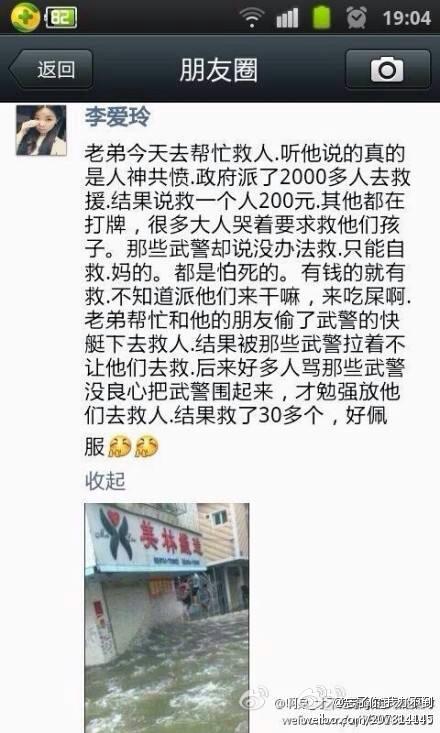 82
19:04
返回
朋友圈
李爱玲
老弟今天去帮忙救人.听他说的真的
是人神共愤.政府派了2000多人去救
援.结果说救一个人200元.其他都在
打牌，很多大人哭着要求救他们孩
子。那些武警却说没办法救.只能自
救.妈的。都是怕死的。有钱的就有
救.不知道派他们来干嘛，来吃屎啊.
老弟帮忙和他的朋友偷了武警的快
艇下去救人.结果被那些武警拉着不
让他们去救.后来好多人骂那些武警
没良心把武警围起来，才勉强放他
们去救人.结果救了30多个，好佩
服
收起
美林